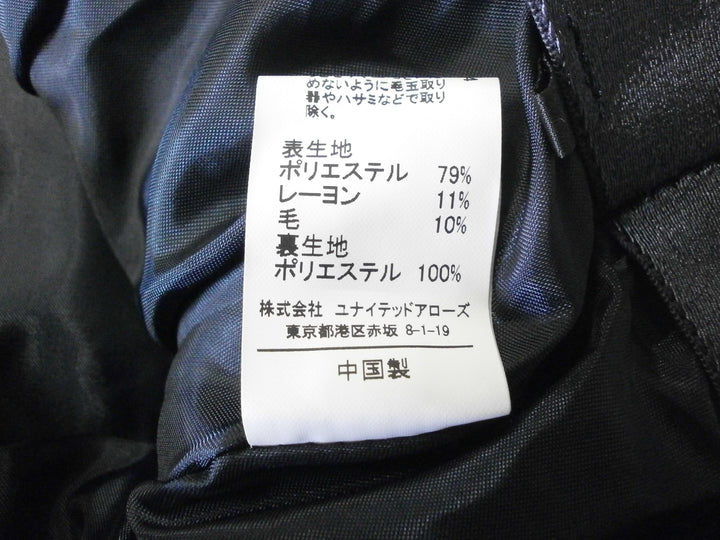 めないように毛玉取り
器やハサミなどで取り
除く。
表生地
ポリエステル 79%
レーヨン 11%
毛 10%
裏生地
ポリエステル 100%
株式会社 ユナイテッドアローズ
東京都港区赤坂 8-1-19
中国製